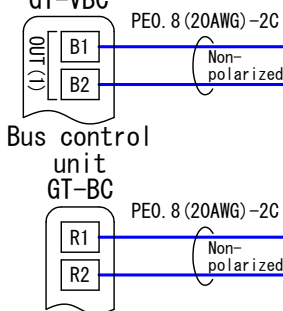 GT-VBC
PE0.8(20AWG)-2C
OUT(1)
B1
Non-
polarized
B2
Bus control
unit
GT-BC
PE0.8(20AWG)-2C
R1
Non-
polarized
R2